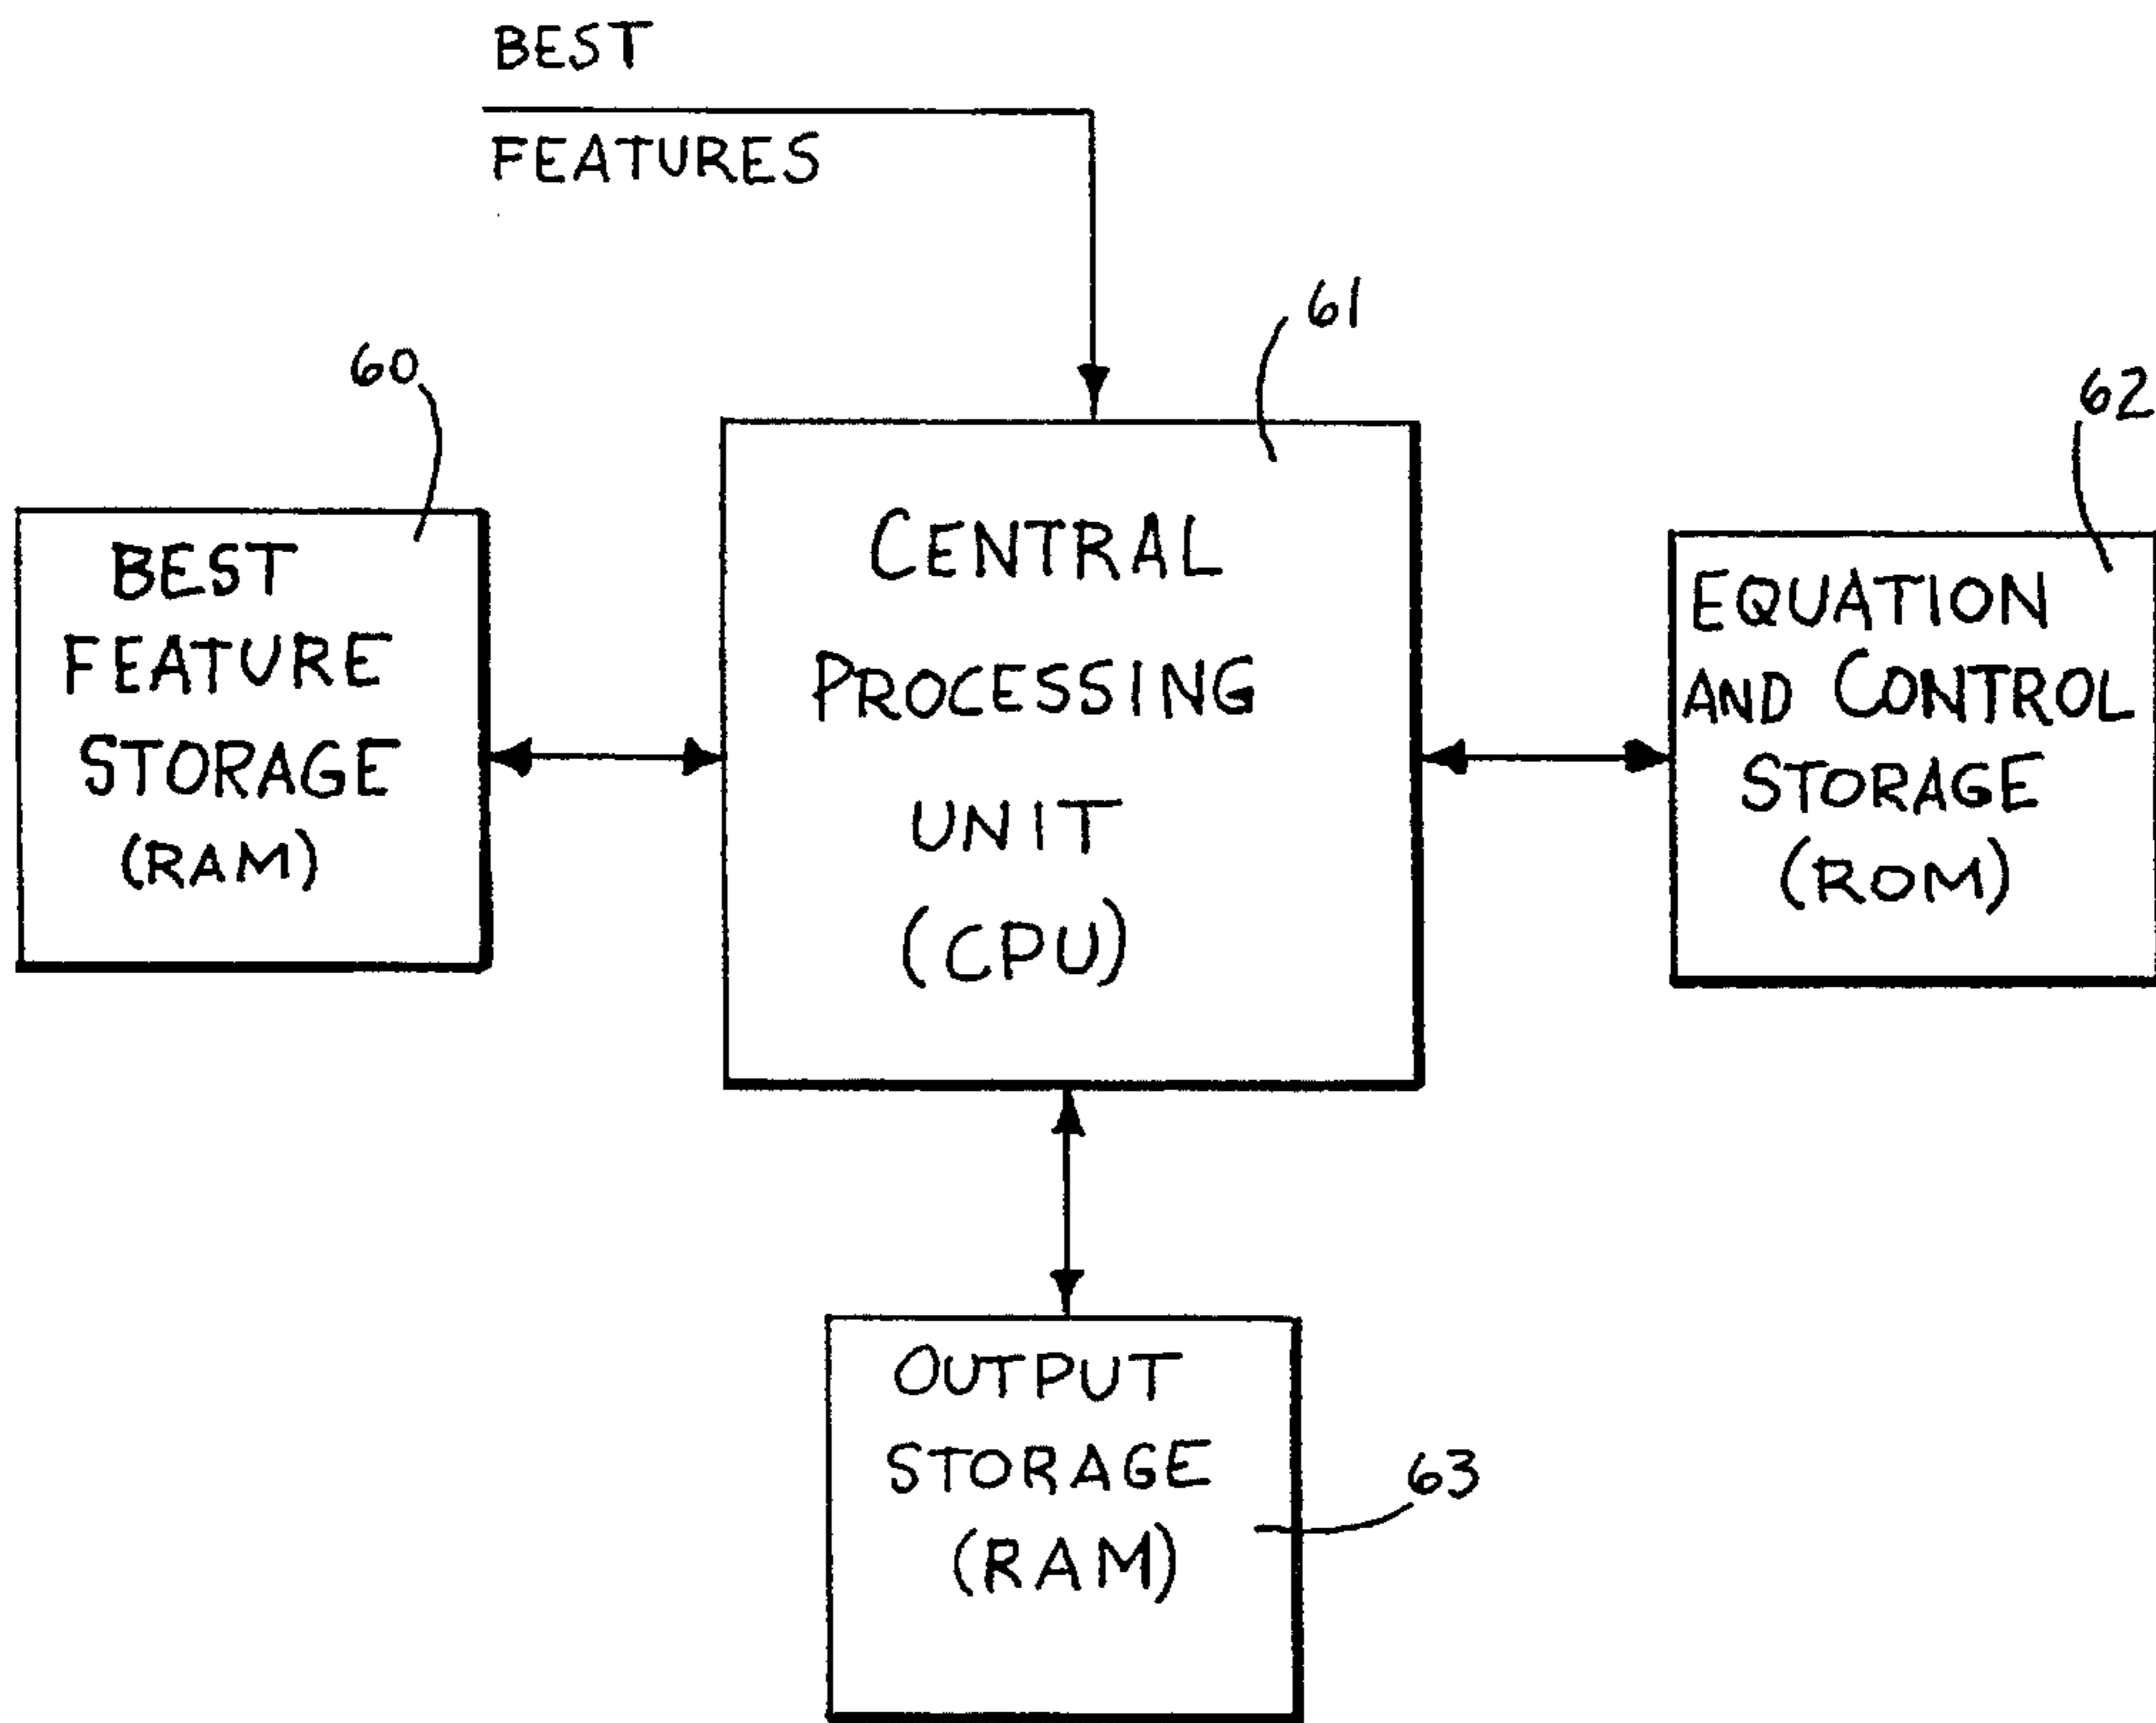 BEST
FEATURES
61
60
62
BEST
FEATURE
STORAGE
(RAM)
CENTRAL
PROCESSING
UNIT
(CPU)
EQUATION
AND CONTROL
STORAGE
(ROM)
OUTPUT
STORAGE
(RAM)
63